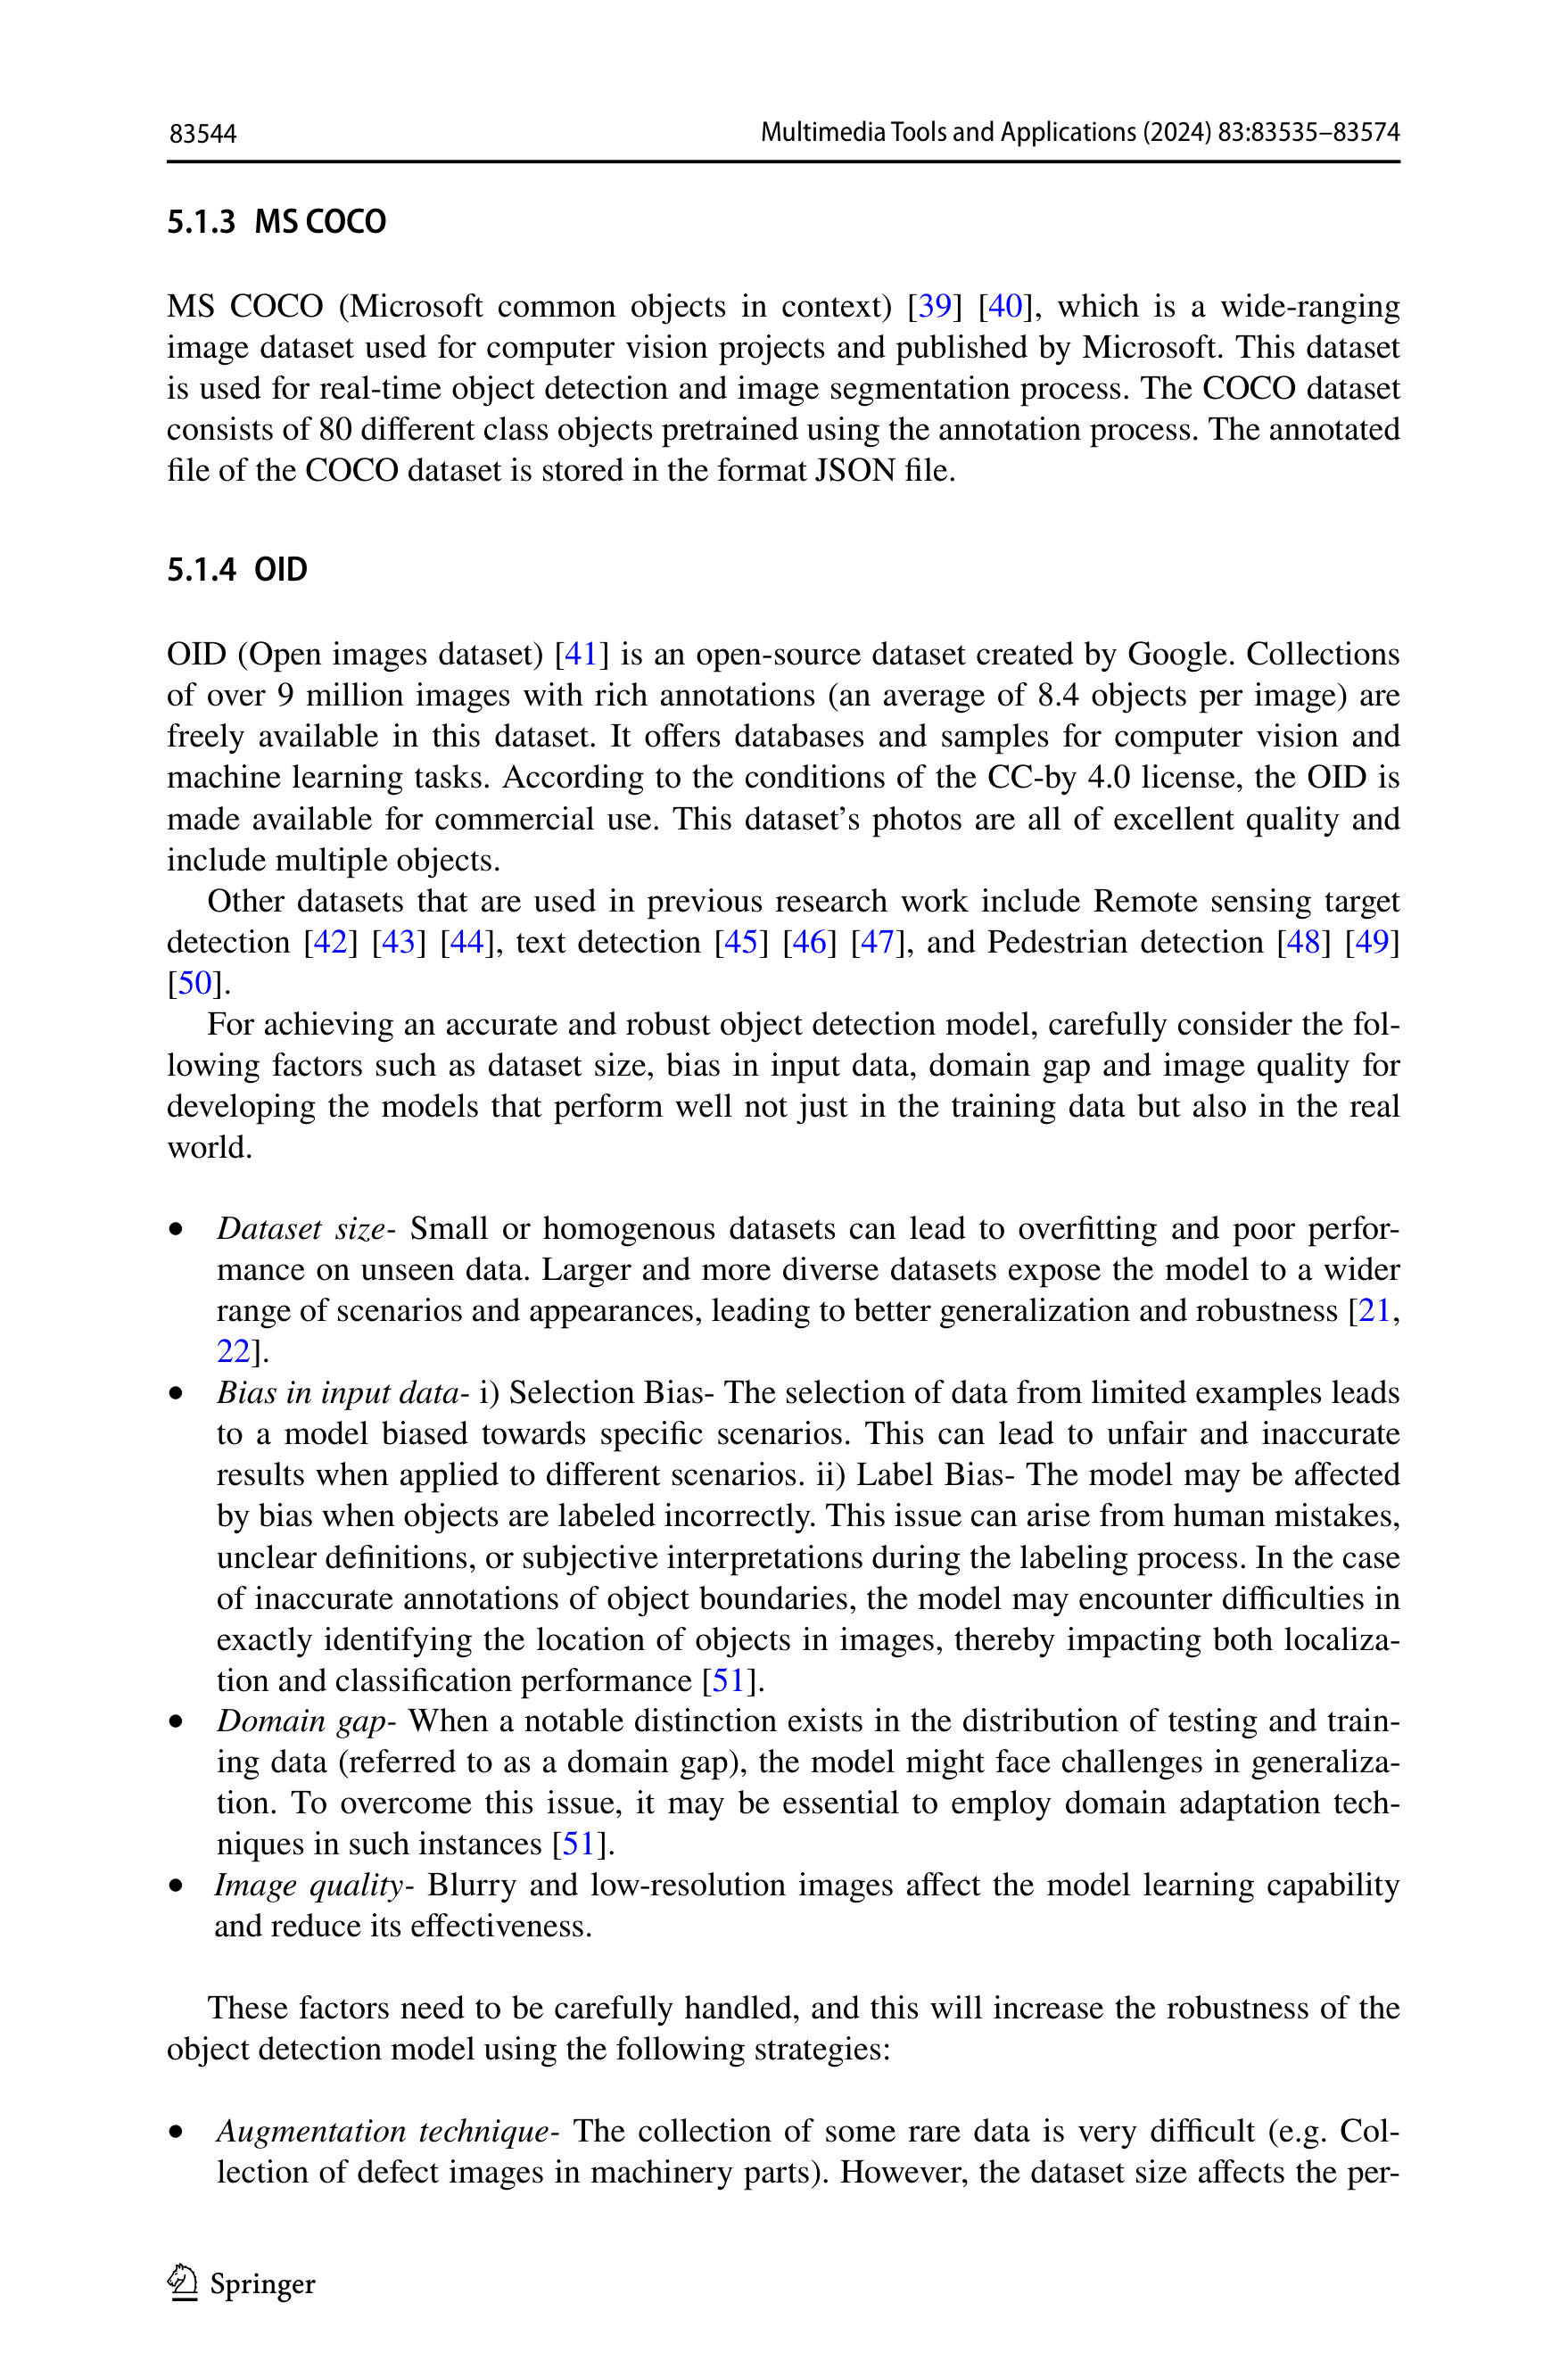 83544
Multimedia Tools and Applications (2024) 83:83535–83574
5.1.3 MS COCO
MS COCO (Microsoft common objects in context) [39] [40], which is a wide-ranging
image dataset used for computer vision projects and published by Microsoft. This dataset
is used for real-time object detection and image segmentation process. The COCO dataset
consists of 80 different class objects pretrained using the annotation process. The annotated
file of the COCO dataset is stored in the format JSON file.
5.1.4 OID
OID (Open images dataset) [41] is an open-source dataset created by Google. Collections
of over 9 million images with rich annotations (an average of 8.4 objects per image) are
freely available in this dataset. It offers databases and samples for computer vision and
machine learning tasks. According to the conditions of the CC-by 4.0 license, the OID is
made available for commercial use. This dataset’s photos are all of excellent quality and
include multiple objects.
Other datasets that are used in previous research work include Remote sensing target
detection [42] [43] [44], text detection [45] [46] [47], and Pedestrian detection [48] [49]
[50].
For achieving an accurate and robust object detection model, carefully consider the fol-
lowing factors such as dataset size, bias in input data, domain gap and image quality for
developing the models that perform well not just in the training data but also in the real
world.
• Dataset size- Small or homogenous datasets can lead to overfitting and poor perfor-
mance on unseen data. Larger and more diverse datasets expose the model to a wider
range of scenarios and appearances, leading to better generalization and robustness [21,
22].
• Bias in input data- i) Selection Bias- The selection of data from limited examples leads
to a model biased towards specific scenarios. This can lead to unfair and inaccurate
results when applied to different scenarios. ii) Label Bias- The model may be affected
by bias when objects are labeled incorrectly. This issue can arise from human mistakes,
unclear definitions, or subjective interpretations during the labeling process. In the case
of inaccurate annotations of object boundaries, the model may encounter difficulties in
exactly identifying the location of objects in images, thereby impacting both localiza-
tion and classification performance [51].
• Domain gap- When a notable distinction exists in the distribution of testing and train-
ing data (referred to as a domain gap), the model might face challenges in generaliza-
tion. To overcome this issue, it may be essential to employ domain adaptation tech-
niques in such instances [51].
• Image quality- Blurry and low-resolution images affect the model learning capability
and reduce its effectiveness.
These factors need to be carefully handled, and this will increase the robustness of the
object detection model using the following strategies:
• Augmentation technique- The collection of some rare data is very difficult (e.g. Col-
lection of defect images in machinery parts). However, the dataset size affects the per-
Springer